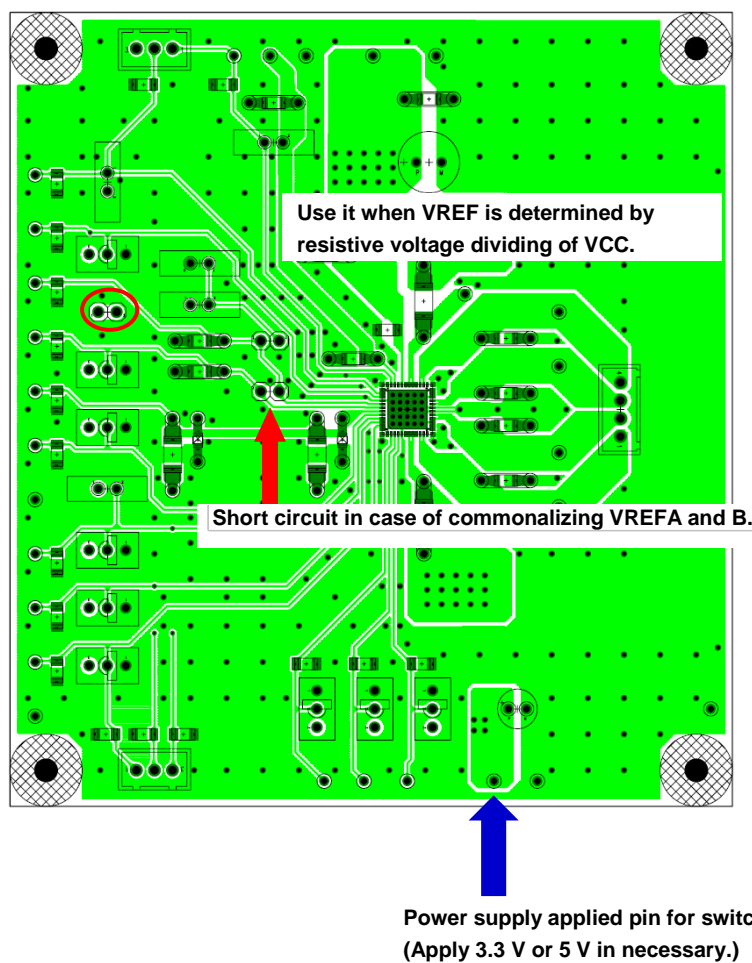 Use it when VREF is determined by
resistive voltage dividing of VCC.
Short circuit in case of commonalizing VREFA and B.
Power supply applied pin for switc
(Apply 3.3 V or 5 V in necessary.)